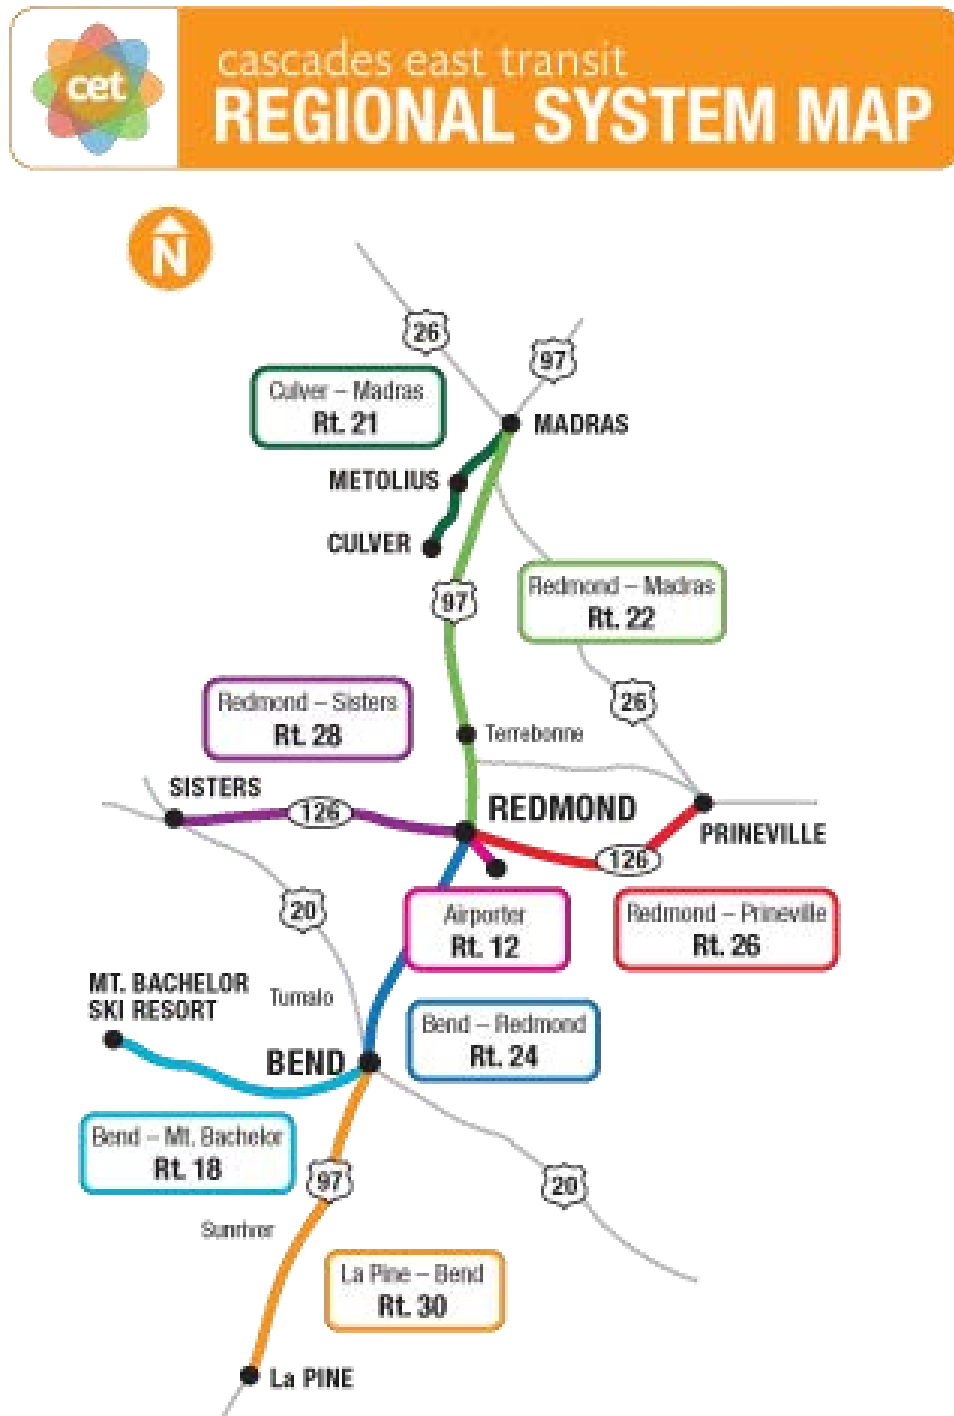 cet
cascades east transit
REGIONAL SYSTEM MAP
N
26
97
Culver – Madras
Rt. 21
MADRAS
METOLIUS
CULVER
97
Redmond – Madras
Rt. 22
26
Redmond – Sisters
Rt. 28
Terrebonne
SISTERS
126
REDMOND
PRINEVILLE
126
20
Airporter
Rt. 12
Redmond – Prineville
Rt. 26
MT. BACHELOR
SKI RESORT
Tumalo
Bend – Redmond
Rt. 24
BEND
Bend – Mt. Bachelor
Rt. 18
97
20
Sunriver
La Pine – Bend
Rt. 30
La PINE